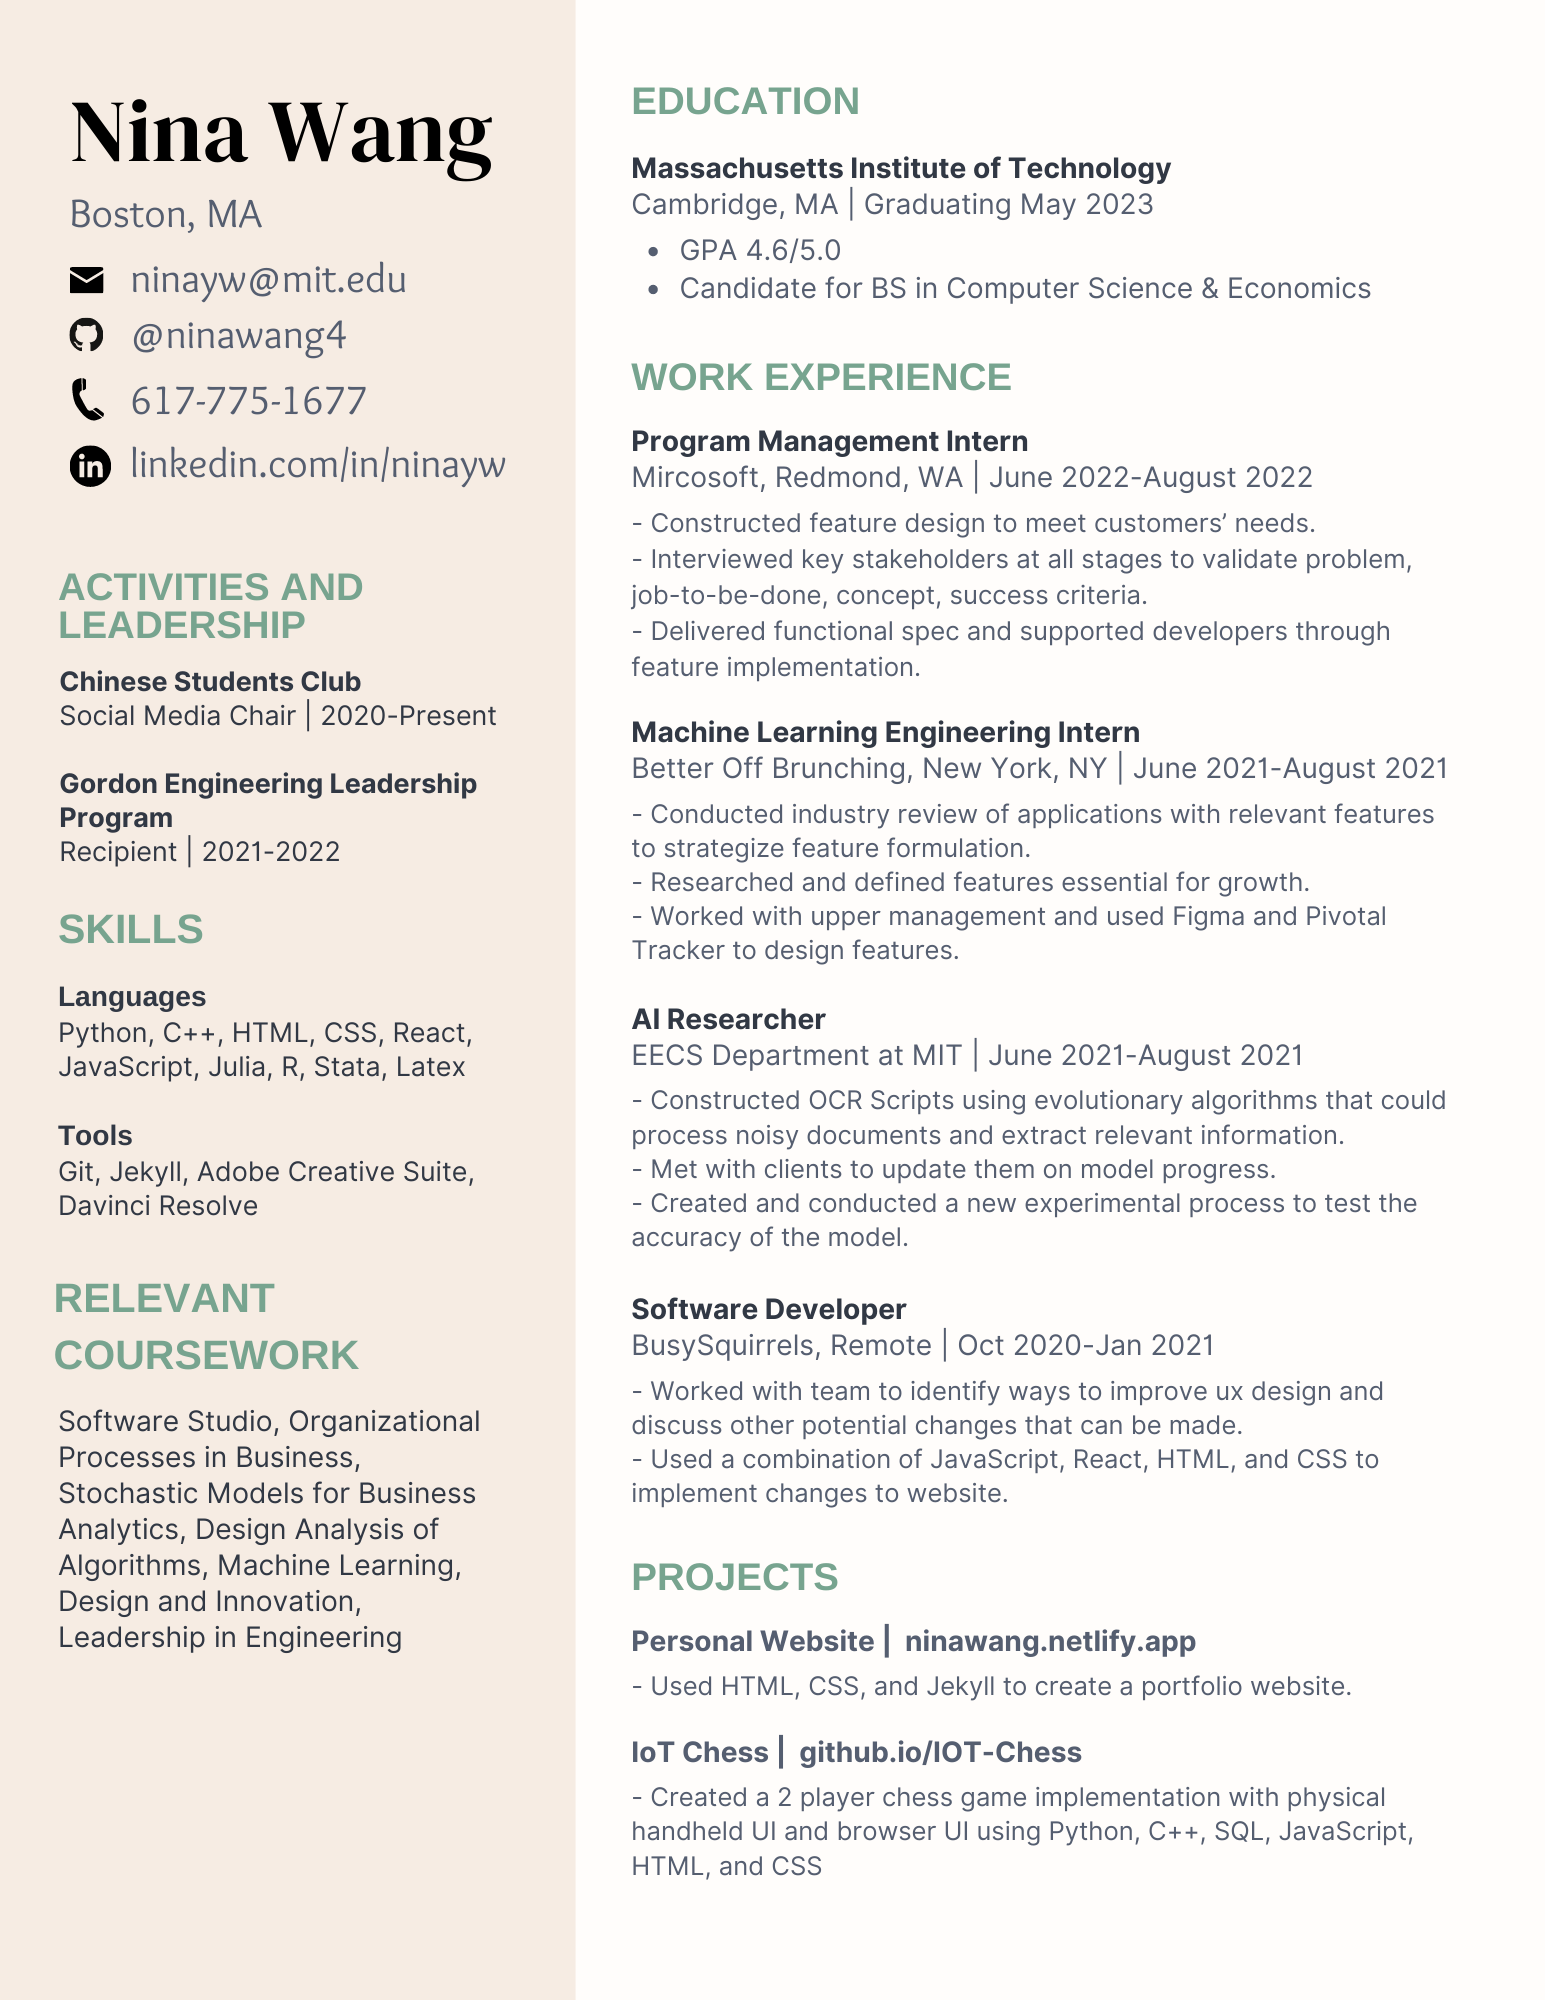 Nina Wang
Boston, MA
ninayw@mit.edu
@ninawang4
617-775-1677
linkedin.com/in/ninayw
ACTIVITIES AND
LEADERSHIP
Chinese Students Club
Social Media Chair | 2020-Present
Gordon Engineering Leadership
Program
Recipient | 2021-2022
SKILLS
Languages
Python, C++, HTML, CSS, React,
JavaScript, Julia, R, Stata, Latex
Tools
Git, Jekyll, Adobe Creative Suite,
Davinci Resolve
RELEVANT
COURSEWORK
Software Studio, Organizational
Processes in Business,
Stochastic Models for Business
Analytics, Design Analysis of
Algorithms, Machine Learning,
Design and Innovation,
Leadership in Engineering
EDUCATION
Massachusetts Institute of Technology
Cambridge, MA | Graduating May 2023
• GPA 4.6/5.0
• Candidate for BS in Computer Science & Economics
WORK EXPERIENCE
Program Management Intern
Mircosoft, Redmond, WA | June 2022-August 2022
- Constructed feature design to meet customers’ needs.
- Interviewed key stakeholders at all stages to validate problem,
job-to-be-done, concept, success criteria.
- Delivered functional spec and supported developers through
feature implementation.
Machine Learning Engineering Intern
Better Off Brunching, New York, NY | June 2021-August 2021
- Conducted industry review of applications with relevant features
to strategize feature formulation.
- Researched and defined features essential for growth.
- Worked with upper management and used Figma and Pivotal
Tracker to design features.
AI Researcher
EECS Department at MIT | June 2021-August 2021
- Constructed OCR Scripts using evolutionary algorithms that could
process noisy documents and extract relevant information.
- Met with clients to update them on model progress.
- Created and conducted a new experimental process to test the
accuracy of the model.
Software Developer
BusySquirrels, Remote | Oct 2020-Jan 2021
- Worked with team to identify ways to improve ux design and
discuss other potential changes that can be made.
- Used a combination of JavaScript, React, HTML, and CSS to
implement changes to website.
PROJECTS
Personal Website | ninawang.netlify.app
- Used HTML, CSS, and Jekyll to create a portfolio website.
IoT Chess | github.io/IOT-Chess
- Created a 2 player chess game implementation with physical
handheld UI and browser UI using Python, C++, SQL, JavaScript,
HTML, and CSS